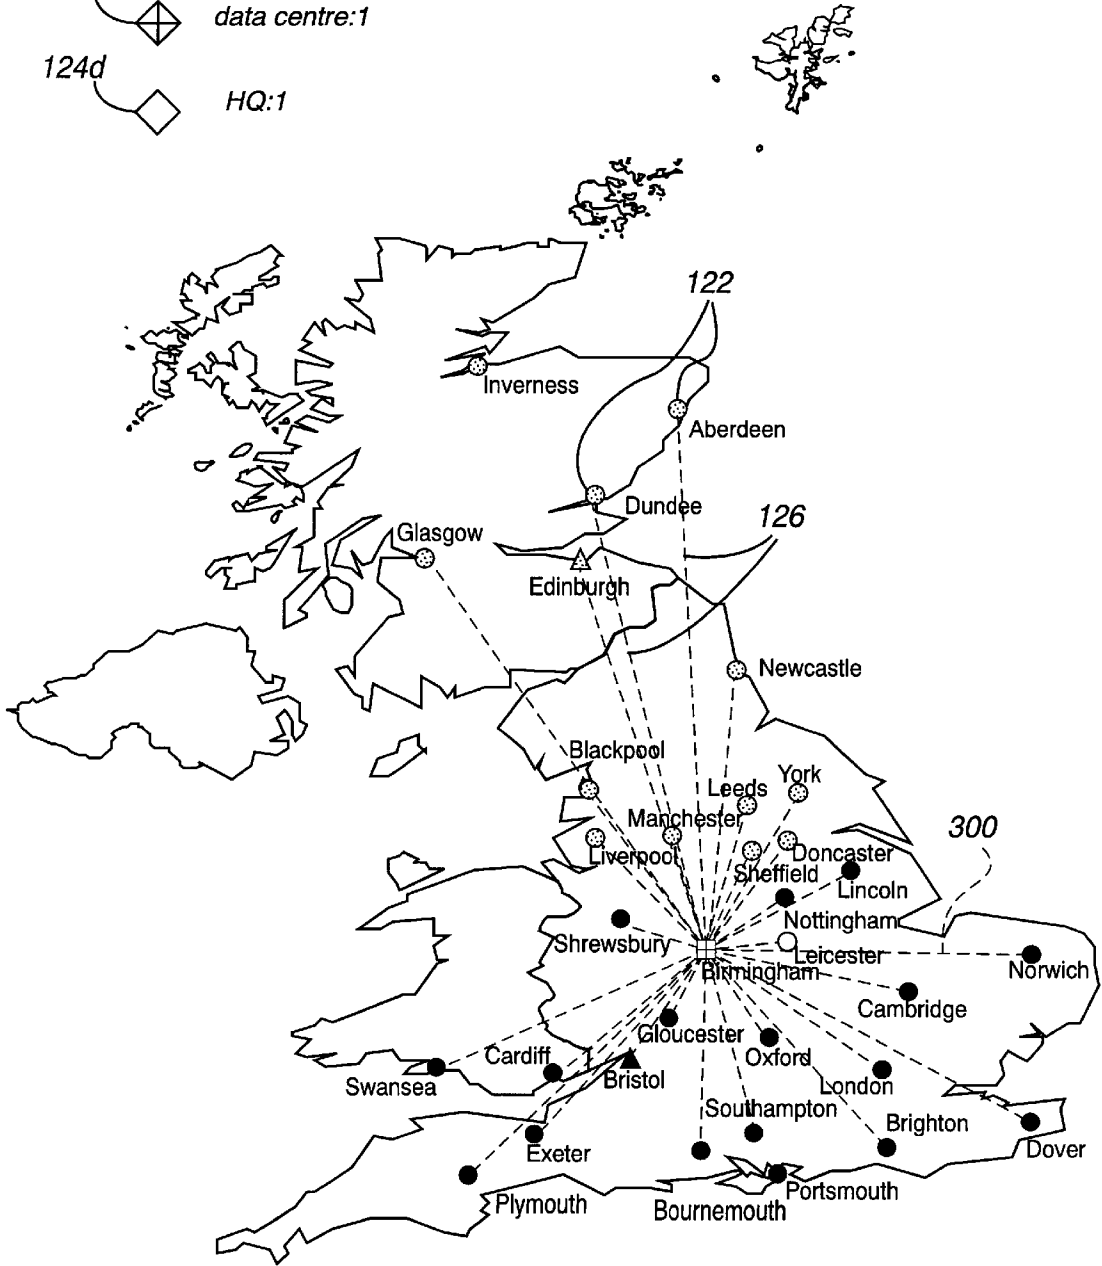 data centre:1
124d
HQ:1
122
Inverness
Aberdeen
Dundee
126
Glasgow
Edinburgh
Newcastle
Blackpool
York
Leeds
Manchester
300
Liverpool
Doncaster
Sheffield
Lincoln
Nottingham
Shrewsbury
Leicester
Birmingham
Norwich
Cambridge
Gloucester
Oxford
Cardiff
Swansea
Bristol
London
Southampton
Brighton
Exeter
Dover
Portsmouth
Plymouth
Bournemouth